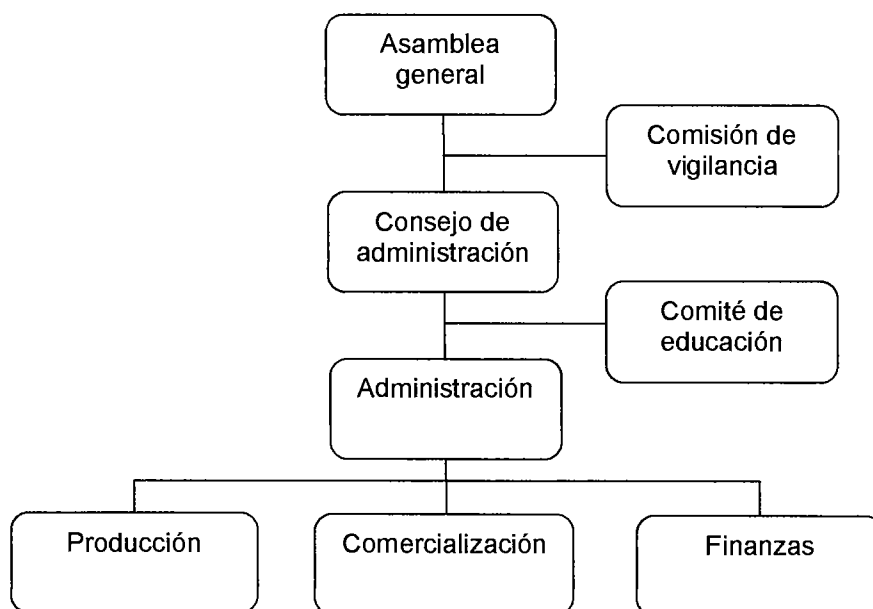 Asamblea
general
Comisión de
vigilancia
Consejo de
administración
Comité de
educación
Administración
Producción
Comercialización
Finanzas